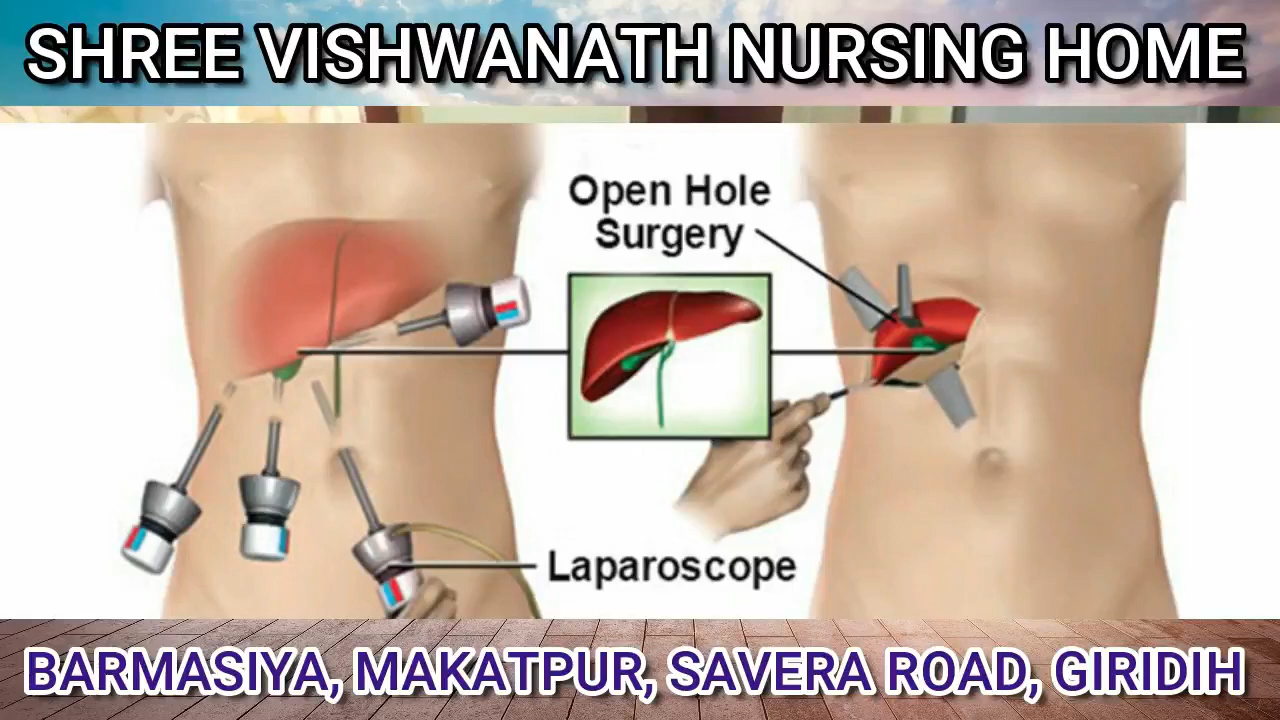 SHREE VISHWANATH NURSING HOME
Open Hole
Surgery
Laparoscope
BARMASIYA, MAKATPUR, SAVERA ROAD, GIRIDIH